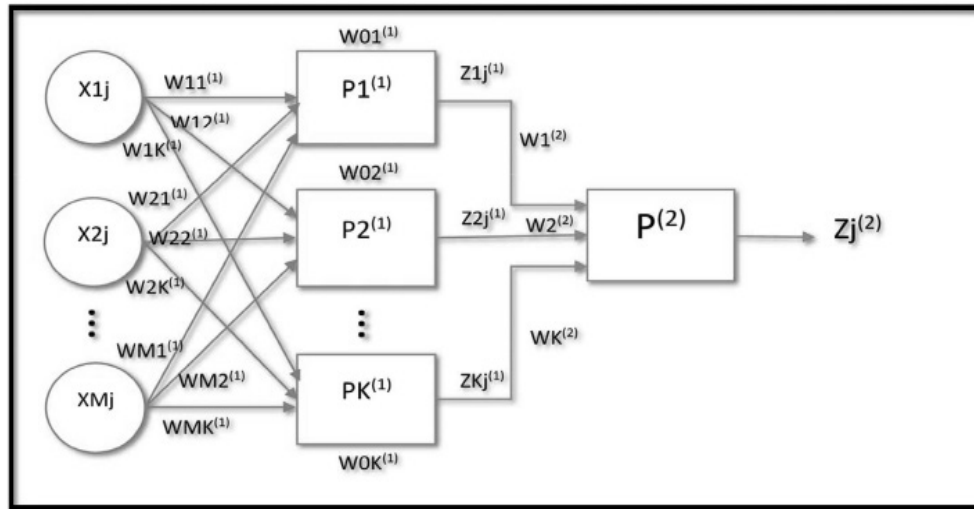 W01⁽¹⁾
X1j
W11⁽¹⁾
P1⁽¹⁾
Z1j⁽¹⁾
W12⁽¹⁾
W1K⁽¹⁾
W1⁽²⁾
W02⁽¹⁾
W21⁽¹⁾
X2j
W22⁽¹⁾
P2⁽¹⁾
Z2j⁽¹⁾
W2⁽²⁾
P⁽²⁾
Zj⁽²⁾
W2K⁽¹⁾
...
...
WM1⁽¹⁾
WK⁽²⁾
WM2⁽¹⁾
PK⁽¹⁾
ZKj⁽¹⁾
XMj
WMK⁽¹⁾
W0K⁽¹⁾